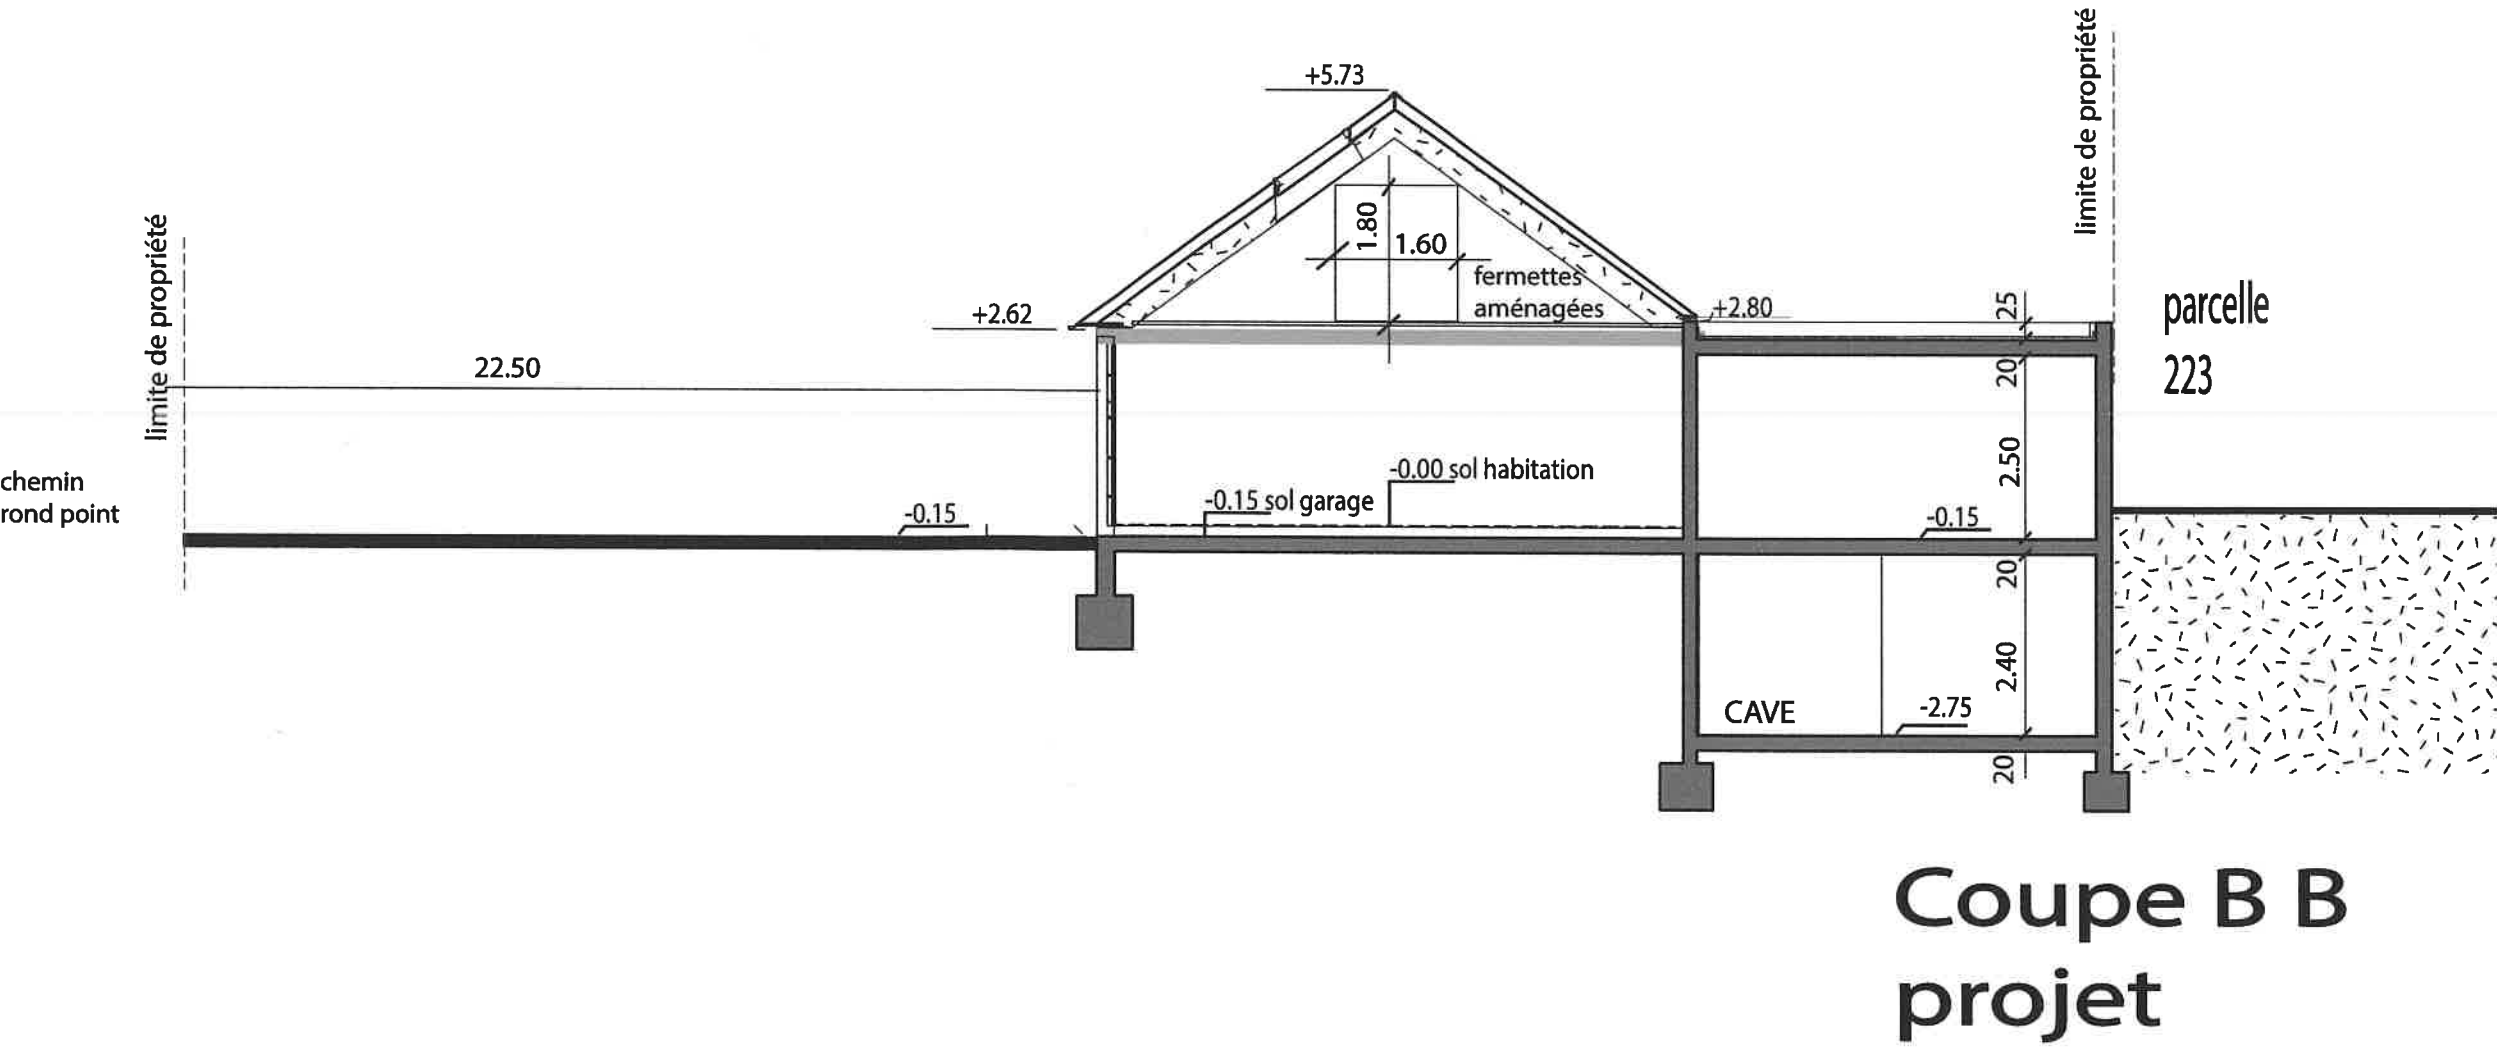 +5.73
limite de propriété
limite de propriété
1.80
1.60
fermettes
aménagées
+2.62
+2.80
25
parcelle
223
22.50
20
2.50
chemin
rond point
-0.00 sol habitation
-0.15 sol garage
-0.15
-0.15
20
2.40
CAVE
-2.75
20
Coupe B B
projet